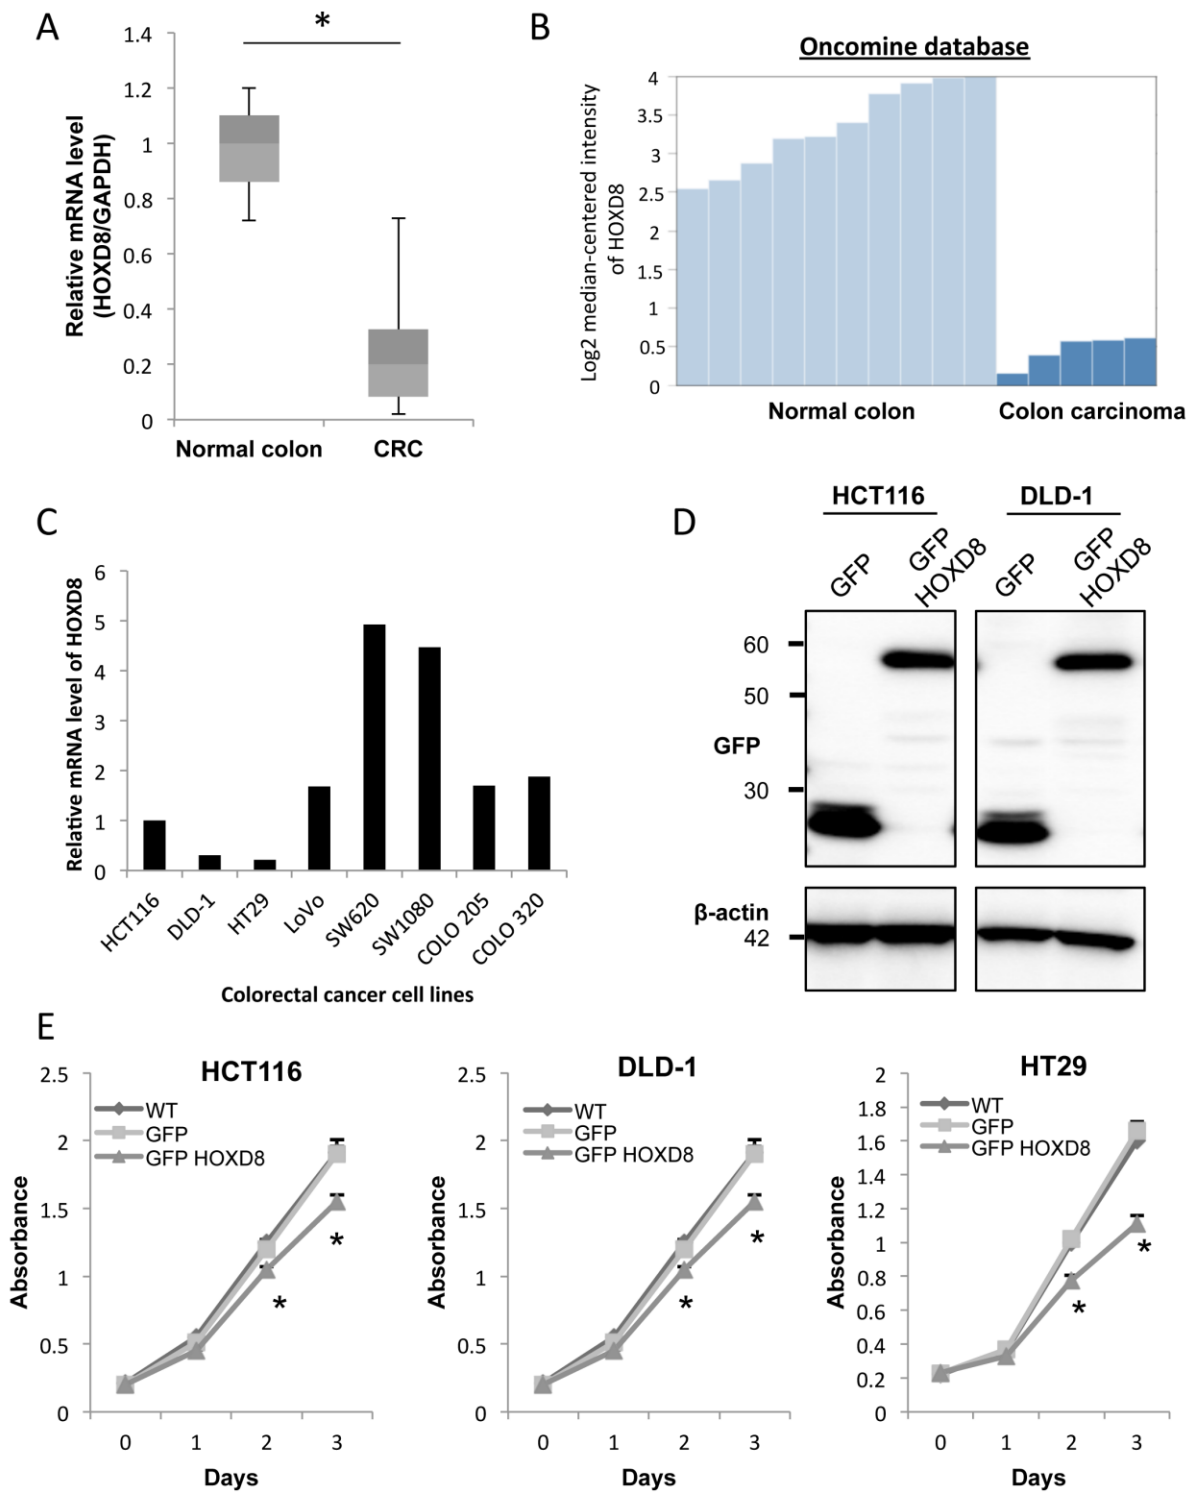 A
1.4
1.2
1
0.8
0.6
0.4
0.2
0
Relative mRNA level
(HOXD8/GAPDH)
*
Normal colon
CRC
B
Oncomine database
Log2 median-centered intensity
of HOXD8
4
3.5
3
2.5
2
1.5
1
0.5
0
Normal colon
Colon carcinoma
C
Relative mRNA level of HOXD8
6
5
4
3
2
1
0
HCT116
DLD-1
HT29
LoVo
SW620
SW1080
COLO 205
COLO 320
Colorectal cancer cell lines
D
HCT116
DLD-1
GFP
GFP
HOXD8
GFP
GFP
HOXD8
60
50
GFP
30
β-actin
42
E
HCT116
2.5
2
1.5
1
0.5
0
Absorbance
WT
GFP
GFP HOXD8
*
*
0 1 2 3
Days
DLD-1
2.5
2
1.5
1
0.5
0
Absorbance
WT
GFP
GFP HOXD8
*
*
0 1 2 3
Days
HT29
2
1.8
1.6
1.4
1.2
1
0.8
0.6
0.4
0.2
0
Absorbance
WT
GFP
GFP HOXD8
*
*
0 1 2 3
Days